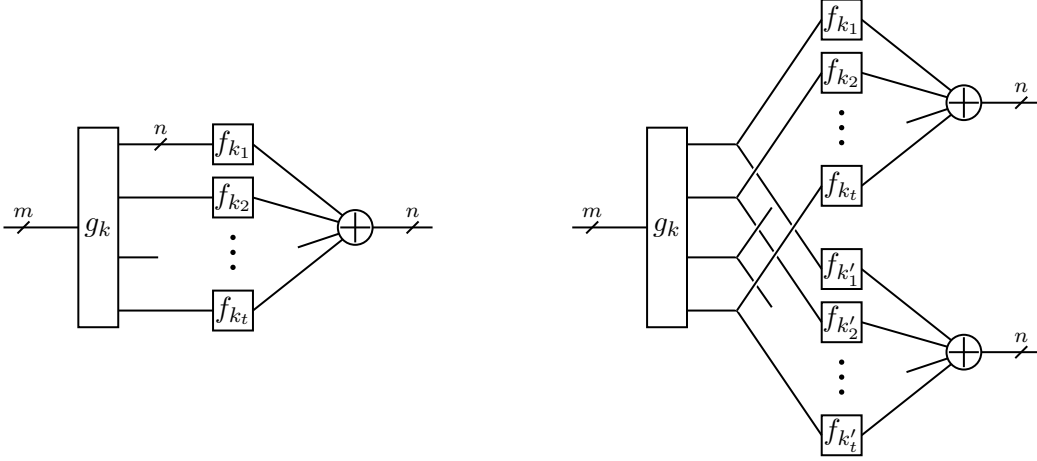 m
g_k
n
f_{k_1}
f_{k_2}
⋮
f_{k_t}
n
m
g_k
f_{k_1}
f_{k_2}
⋮
f_{k_t}
n
f_{k'_1}
f_{k'_2}
⋮
f_{k'_t}
n